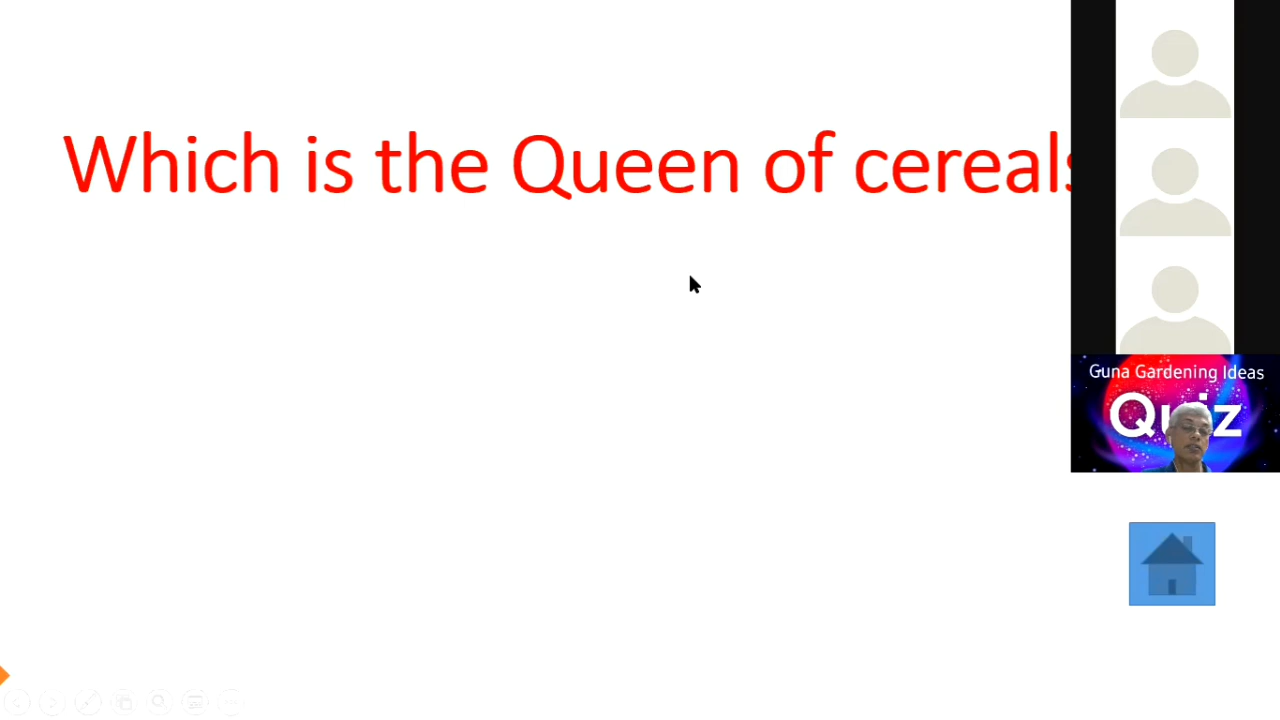 Which is the Queen of cereals
Guna Gardening Ideas
Quiz